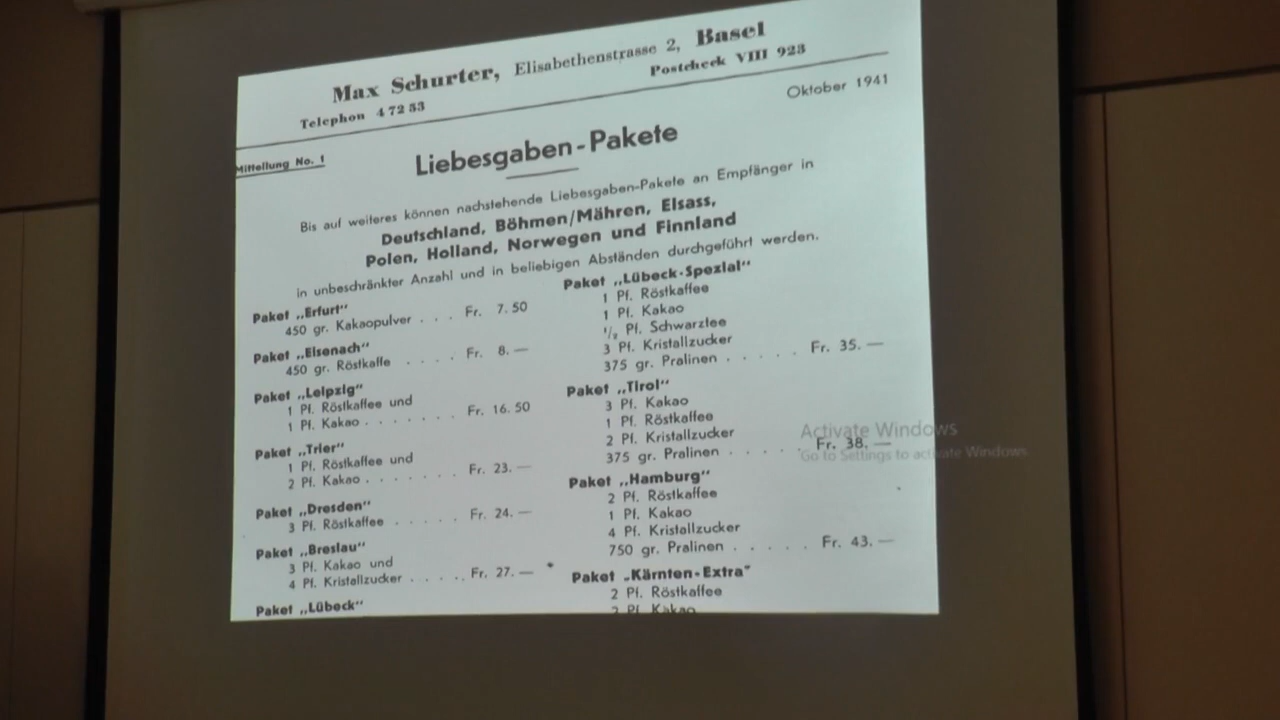 Max Schurter, Elisabethenstrasse 2, Basel
Telephon 4 72 53 Postcheck VIII 923
Oktober 1941
Mitteilung No. 1
Liebesgaben-Pakete
Bis auf weiteres können nachstehende Liebesgaben-Pakete an Empfänger in
Deutschland, Böhmen/Mähren, Elsass,
Polen, Holland, Norwegen und Finnland
in unbeschränkter Anzahl und in beliebigen Abständen durchgeführt werden.
Paket „Erfurt“
450 gr. Kakaopulver . . . Fr. 7.50
Paket „Eisenach“
450 gr. Röstkaffe . . . . Fr. 8.—
Paket „Leipzig“
1 Pf. Röstkaffee und
1 Pf. Kakao . . . . . . . Fr. 16.50
Paket „Trier“
1 Pf. Röstkaffee und
2 Pf. Kakao . . . . . . . Fr. 23.—
Paket „Dresden“
3 Pf. Röstkaffee . . . . . Fr. 24.—
Paket „Breslau“
3 Pf. Kakao und
4 Pf. Kristallzucker . . . . . Fr. 27.—
Paket „Lübeck“
Paket „Lübeck-Spezial“
1 Pf. Röstkaffee
1 Pf. Kakao
1/2 Pf. Schwarztee
3 Pf. Kristallzucker
375 gr. Pralinen . . . . . Fr. 35.—
Paket „Tirol“
3 Pf. Kakao
1 Pf. Röstkaffee
2 Pf. Kristallzucker
375 gr. Pralinen . . . . . Fr. 38.—
Paket „Hamburg“
2 Pf. Röstkaffee
1 Pf. Kakao
4 Pf. Kristallzucker
750 gr. Pralinen . . . . . Fr. 43.—
Paket „Kärnten-Extra“
2 Pf. Röstkaffee
2 Pf. Kakao
Activate Windows
Go to Settings to activate Windows.